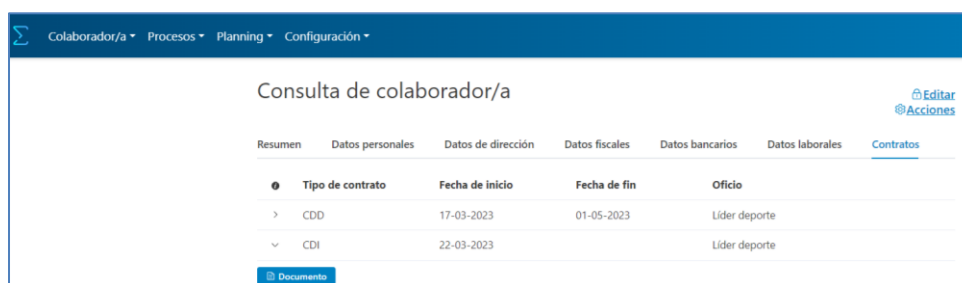 Σ Colaborador/a Procesos Planning Configuración
Consulta de colaborador/a
Editar
Acciones
Resumen Datos personales Datos de dirección Datos fiscales Datos bancarios Datos laborales Contratos
Tipo de contrato Fecha de inicio Fecha de fin Oficio
> CDD 17-03-2023 01-05-2023 Líder deporte
CDI 22-03-2023 Líder deporte
Documento